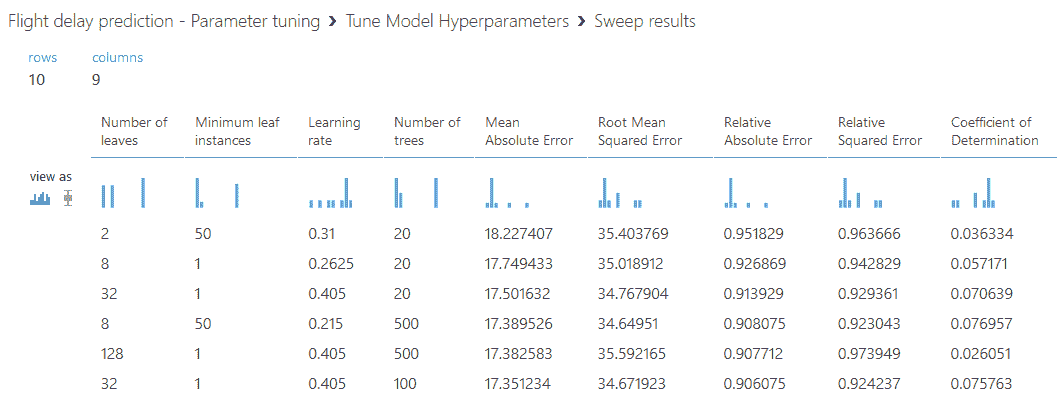 Flight delay prediction - Parameter tuning › Tune Model Hyperparameters › Sweep results
rows columns
10 9
Number of leaves Minimum leaf instances Learning rate Number of trees Mean Absolute Error Root Mean Squared Error Relative Absolute Error Relative Squared Error Coefficient of Determination
view as
2 50 0.31 20 18.227407 35.403769 0.951829 0.963666 0.036334
8 1 0.2625 20 17.749433 35.018912 0.926869 0.942829 0.057171
32 1 0.405 20 17.501632 34.767904 0.913929 0.929361 0.070639
8 50 0.215 500 17.389526 34.64951 0.908075 0.923043 0.076957
128 1 0.405 500 17.382583 35.592165 0.907712 0.973949 0.026051
32 1 0.405 100 17.351234 34.671923 0.906075 0.924237 0.075763